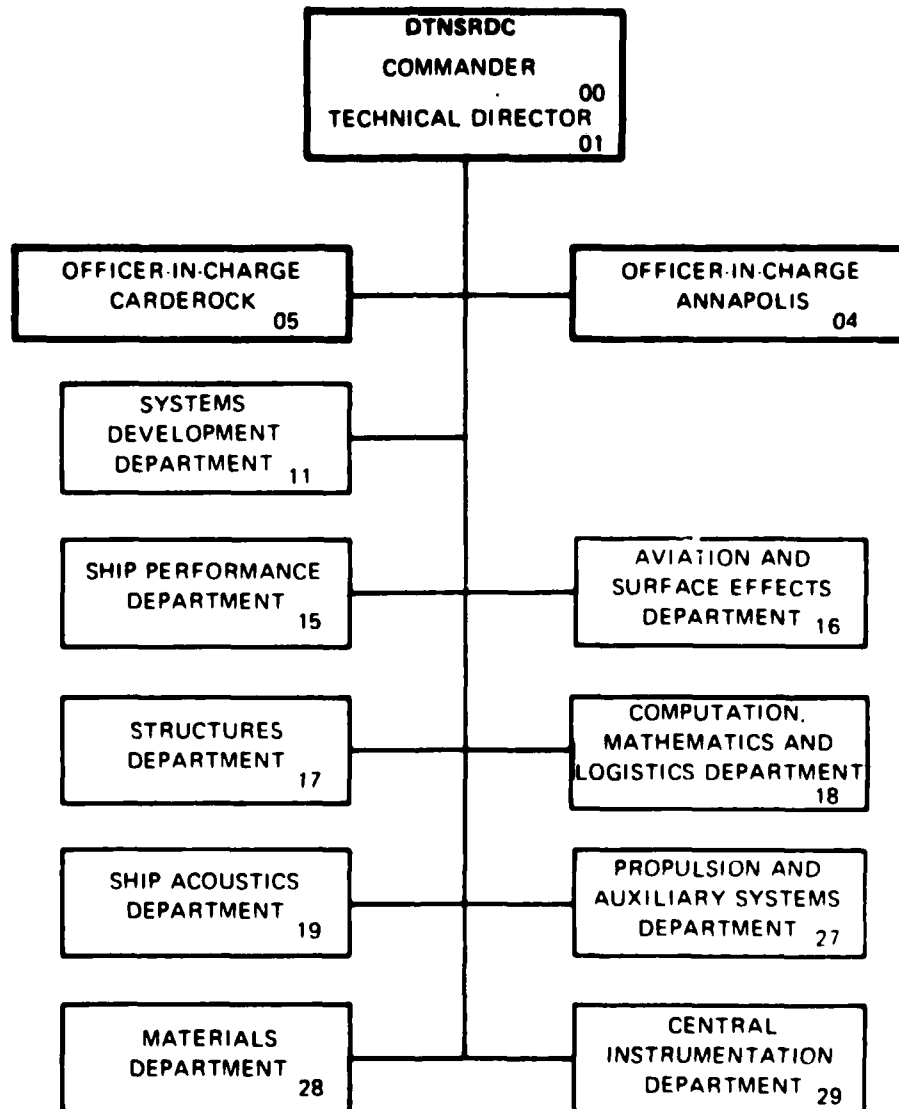 DTNSRDC
COMMANDER
00
TECHNICAL DIRECTOR
01
OFFICER-IN-CHARGE
CARDEROCK
05
OFFICER-IN-CHARGE
ANNAPOLIS
04
SYSTEMS
DEVELOPMENT
DEPARTMENT
11
SHIP PERFORMANCE
DEPARTMENT
15
AVIATION AND
SURFACE EFFECTS
DEPARTMENT
16
STRUCTURES
DEPARTMENT
17
COMPUTATION,
MATHEMATICS AND
LOGISTICS DEPARTMENT
18
SHIP ACOUSTICS
DEPARTMENT
19
PROPULSION AND
AUXILIARY SYSTEMS
DEPARTMENT
27
MATERIALS
DEPARTMENT
28
CENTRAL
INSTRUMENTATION
DEPARTMENT
29